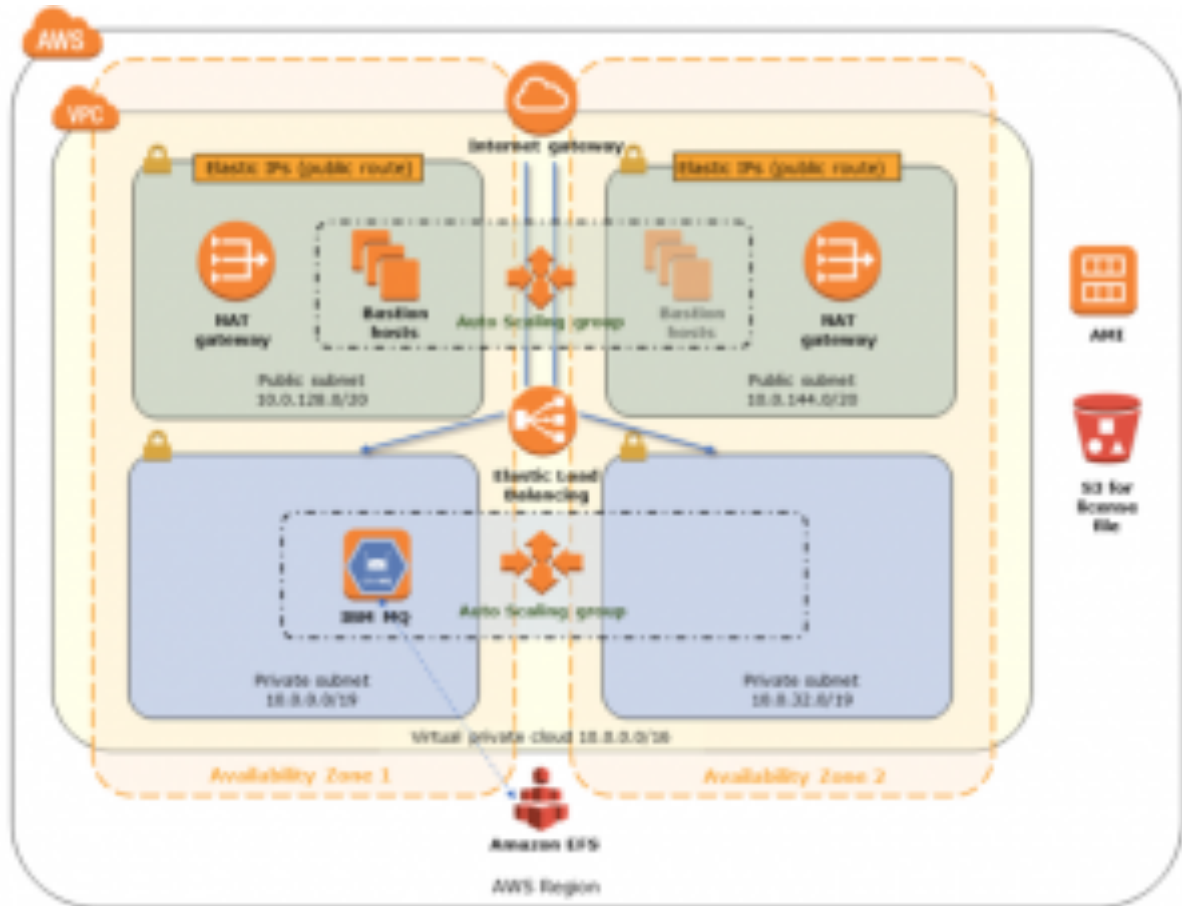 AWS
VPC
Internet gateway
Elastic IPs (public route)
Elastic IPs (public route)
NAT
gateway
Bastion
hosts
Auto Scaling group
Bastion
hosts
NAT
gateway
Public subnet
10.0.128.0/20
Public subnet
10.0.144.0/20
AMI
S3 for
license
file
Elastic Load
Balancing
IBM MQ
Auto Scaling group
Private subnet
10.0.0.0/19
Private subnet
10.0.32.0/19
Virtual private cloud 10.0.0.0/16
Availability Zone 1
Availability Zone 2
Amazon EFS
AWS Region